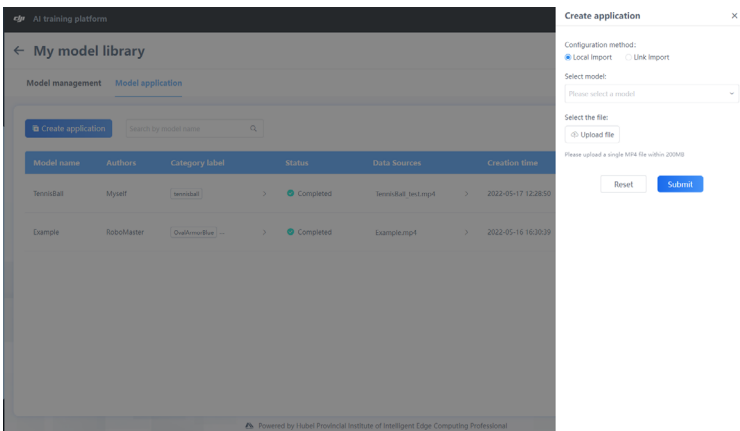 dji AI training platform
← My model library
Model management Model application
Create application Search by model name
Model name Authors Category label Status Data Sources Creation time
TennisBall Myself tennisball > Completed TennisBall_test.mp4 > 2022-05-17 12:28:50
Example RoboMaster ... > Completed Example.mp4 > 2022-05-16 16:30:39
Powered by Hubei Provincial Institute of Intelligent Edge Computing Professional
Create application ×
Configuration method:
Local Import Link Import
Select model:
Please select a model
Select the file:
Upload file
Please upload a single MP4 file within 200MB
Reset Submit